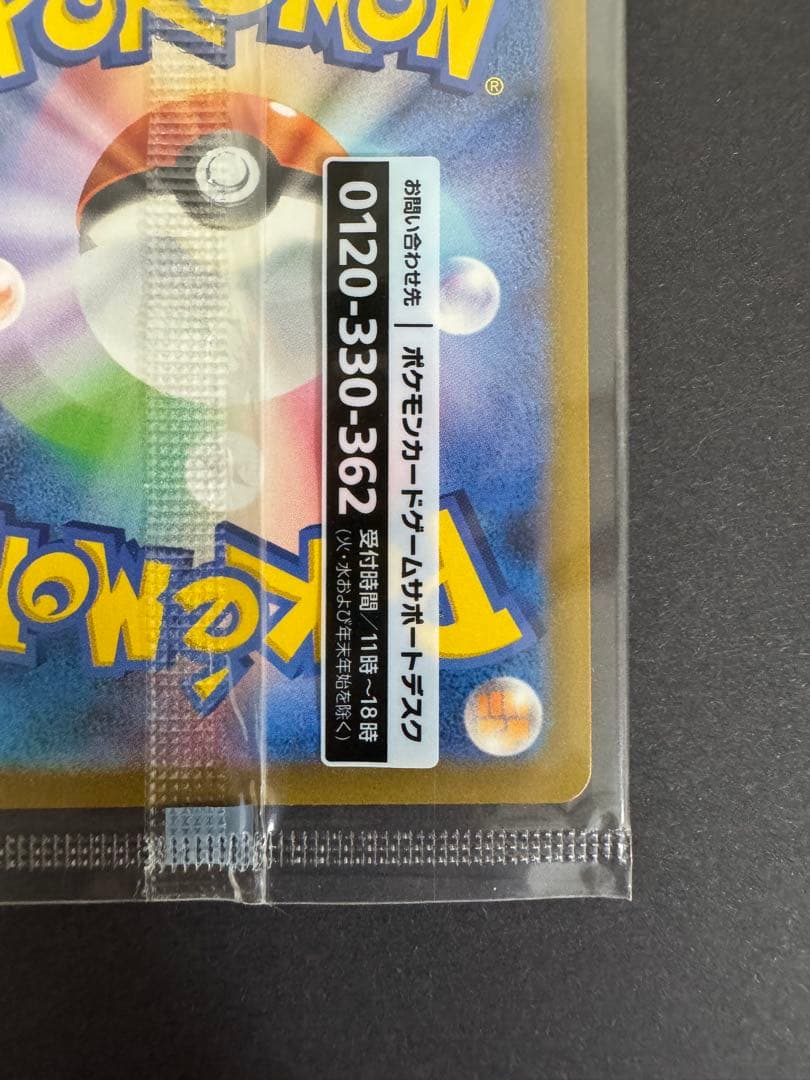 POKÉMON
®
お問い合わせ先｜ポケモンカードゲームサポートデスク
0120-330-362 受付時間／11時～18時
（火・水および年末年始を除く）
POKéMON